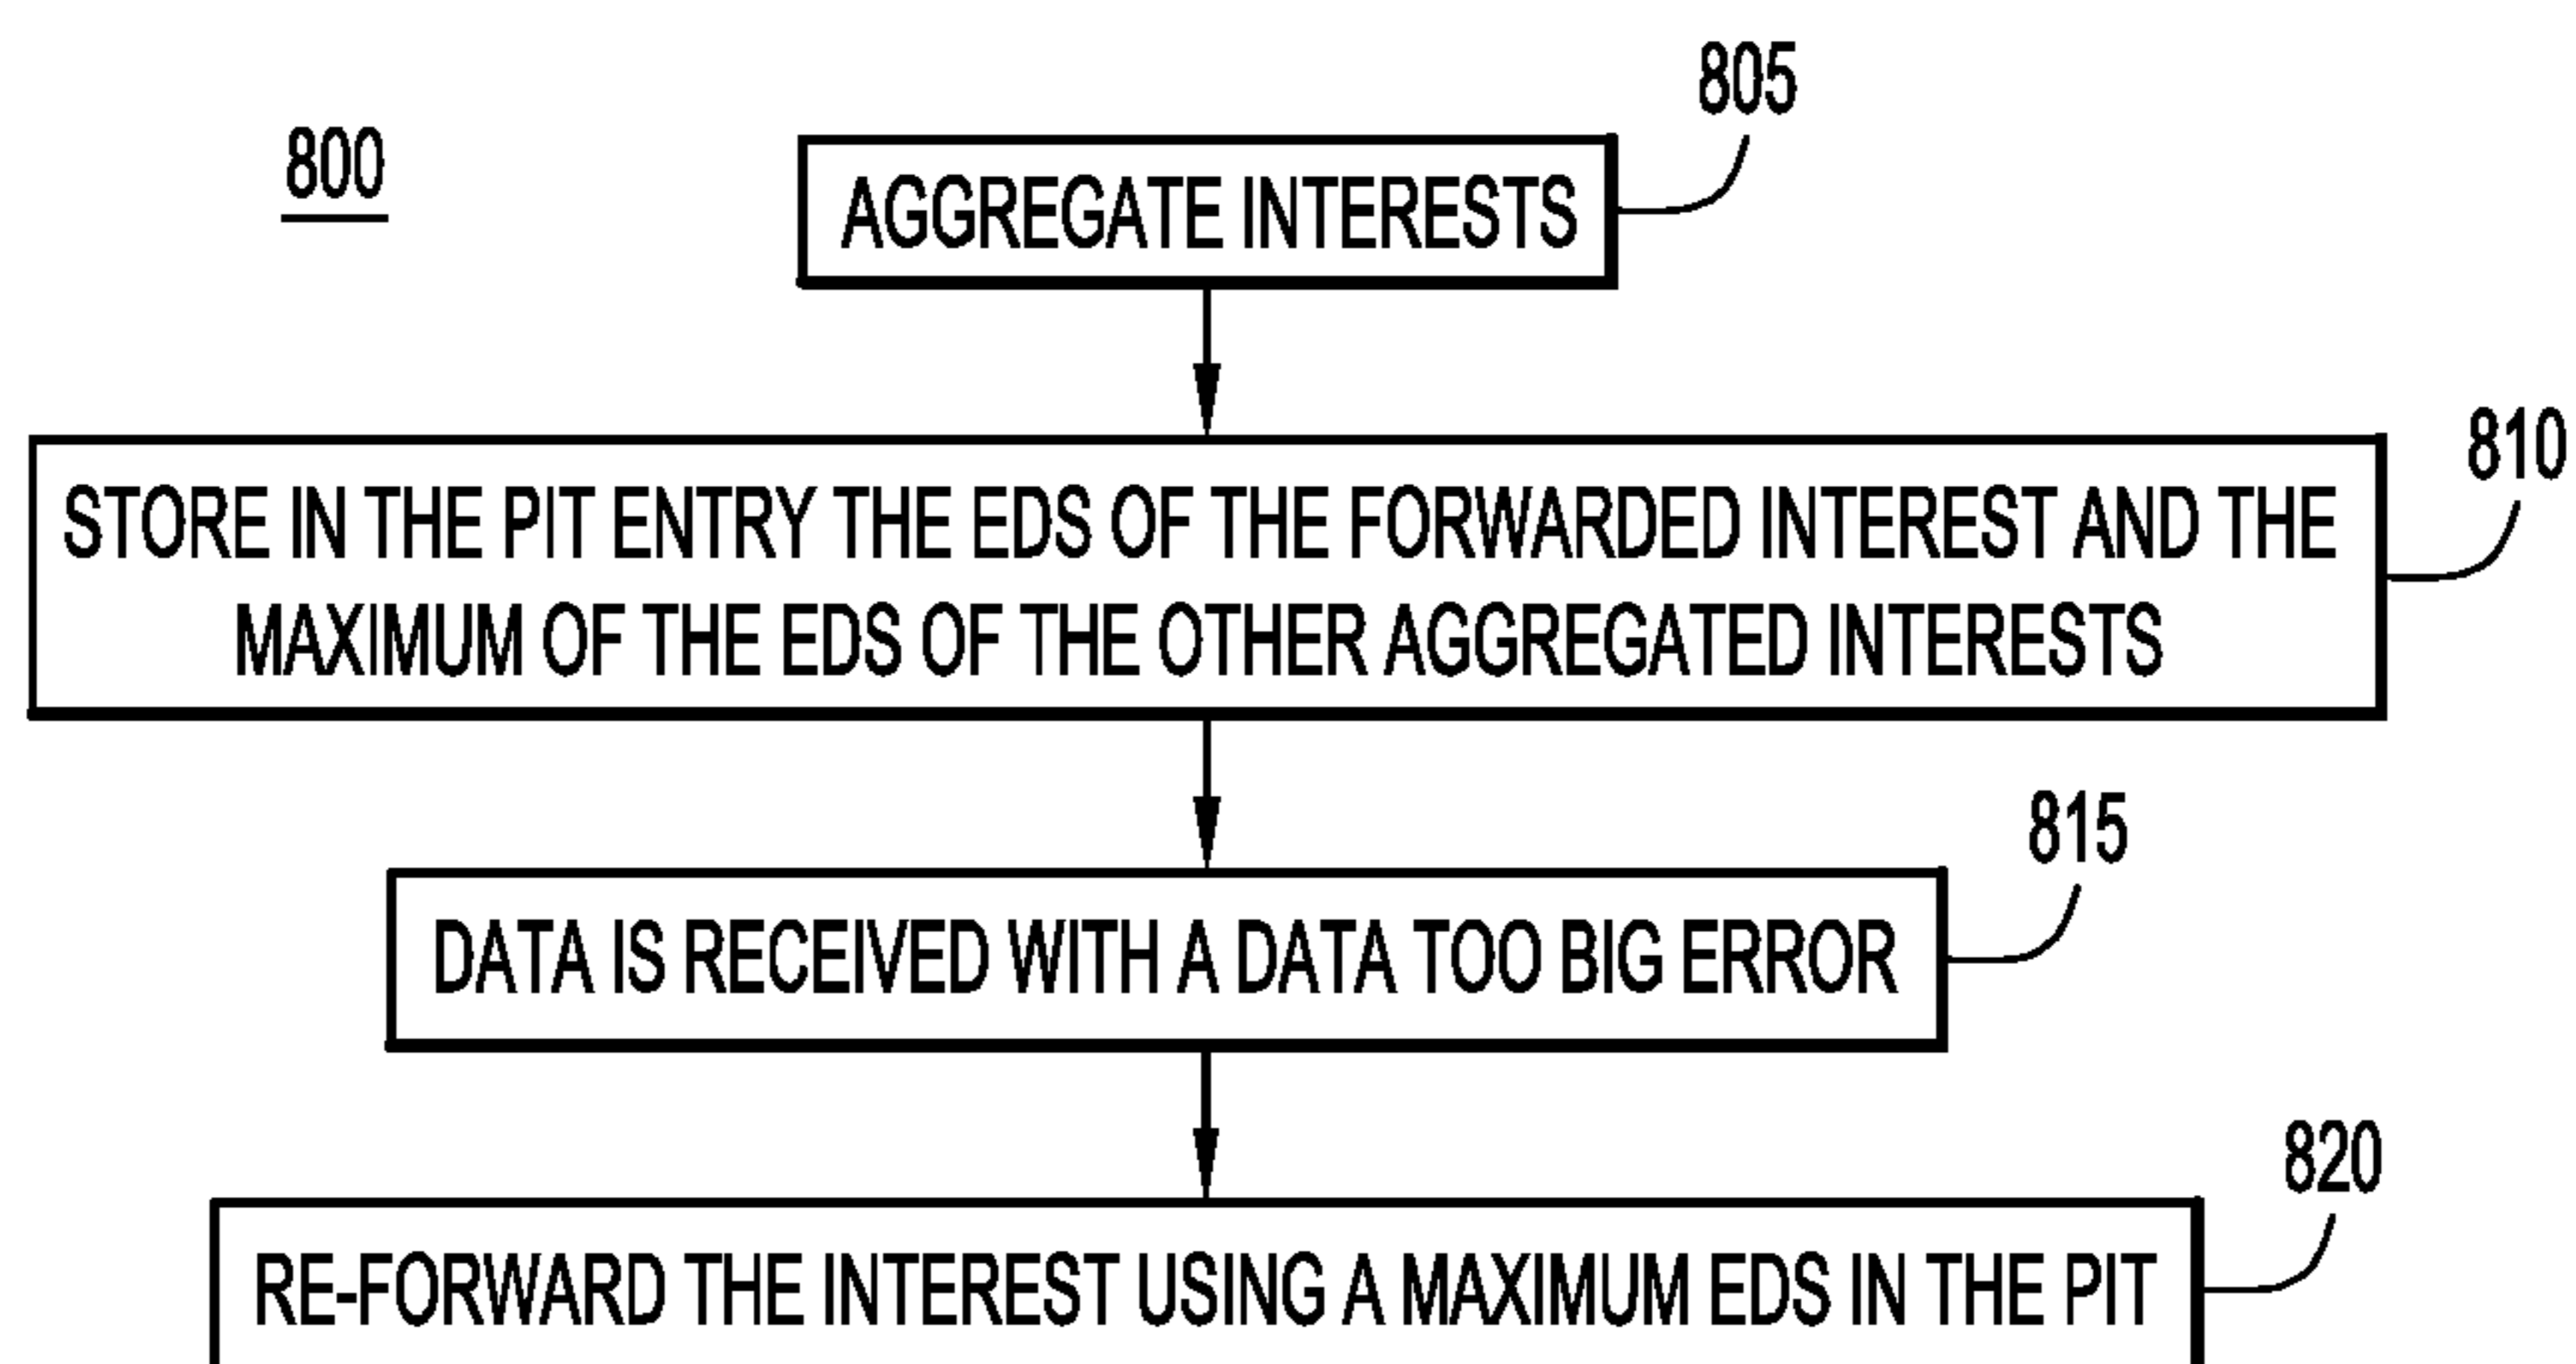 805
800
AGGREGATE INTERESTS
810
STORE IN THE PIT ENTRY THE EDS OF THE FORWARDED INTEREST AND THE
MAXIMUM OF THE EDS OF THE OTHER AGGREGATED INTERESTS
815
DATA IS RECEIVED WITH A DATA TOO BIG ERROR
820
RE-FORWARD THE INTEREST USING A MAXIMUM EDS IN THE PIT